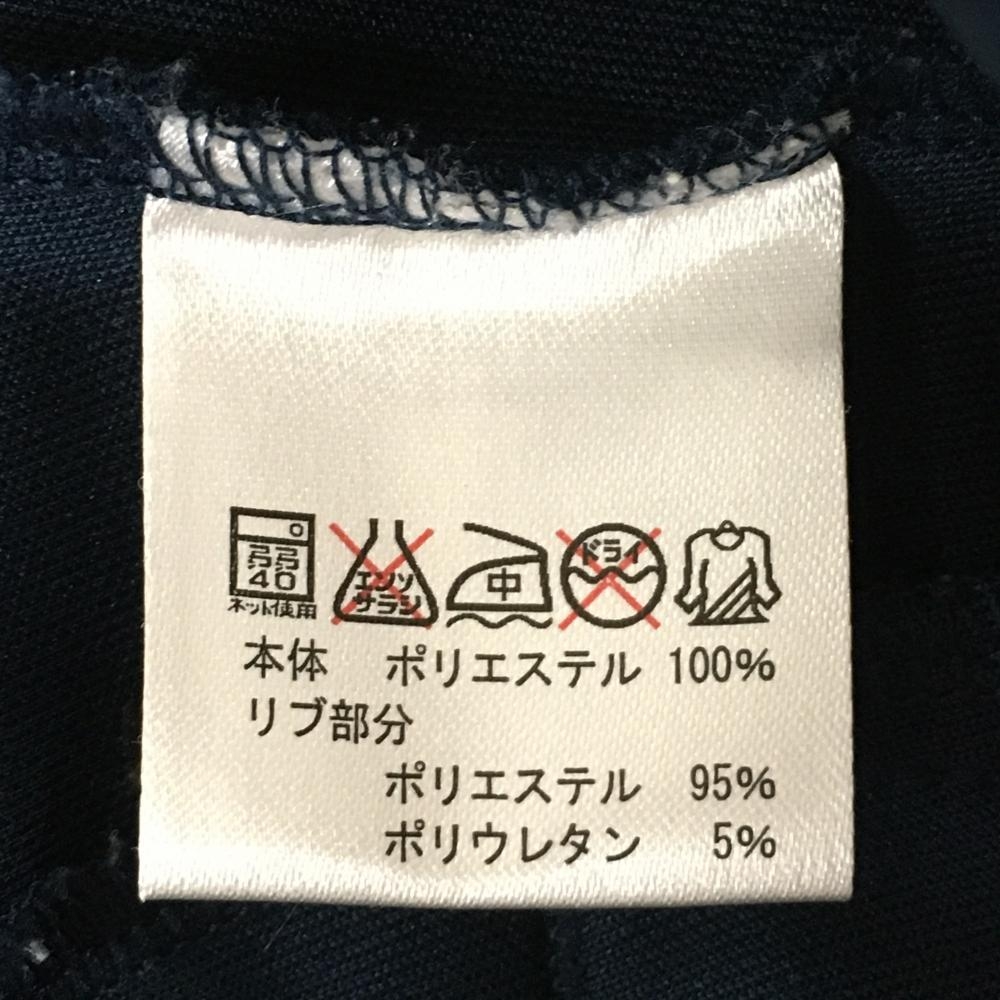 弱弱
40
ネット使用
エンソ
サラシ
中
ドライ
本体 ポリエステル 100%
リブ部分
ポリエステル 95%
ポリウレタン 5%